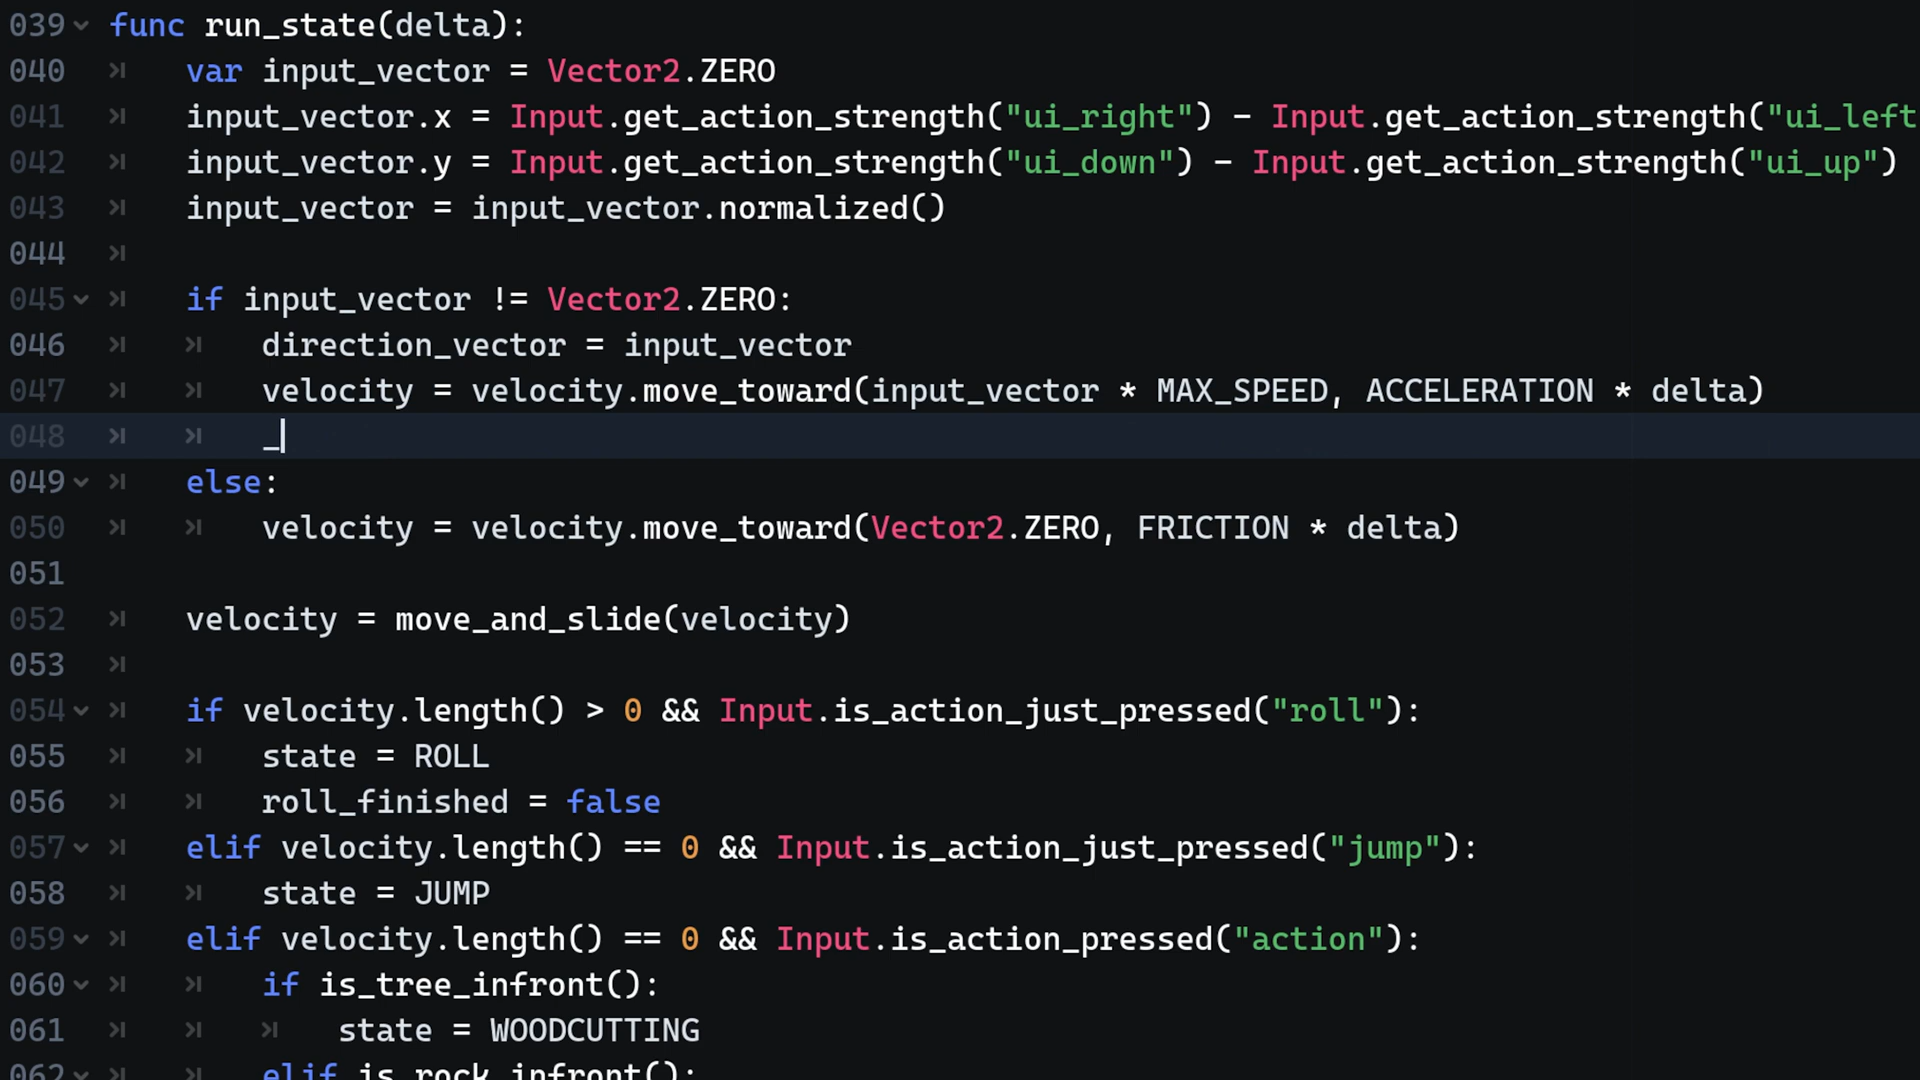 039 func run_state(delta):
040 var input_vector = Vector2.ZERO
041 input_vector.x = Input.get_action_strength("ui_right") - Input.get_action_strength("ui_left
042 input_vector.y = Input.get_action_strength("ui_down") - Input.get_action_strength("ui_up")
043 input_vector = input_vector.normalized()
044
045 if input_vector != Vector2.ZERO:
046 direction_vector = input_vector
047 velocity = velocity.move_toward(input_vector * MAX_SPEED, ACCELERATION * delta)
048 _
049 else:
050 velocity = velocity.move_toward(Vector2.ZERO, FRICTION * delta)
051
052 velocity = move_and_slide(velocity)
053
054 if velocity.length() > 0 && Input.is_action_just_pressed("roll"):
055 state = ROLL
056 roll_finished = false
057 elif velocity.length() == 0 && Input.is_action_just_pressed("jump"):
058 state = JUMP
059 elif velocity.length() == 0 && Input.is_action_pressed("action"):
060 if is_tree_infront():
061 state = WOODCUTTING
062 elif is_rock_infront():